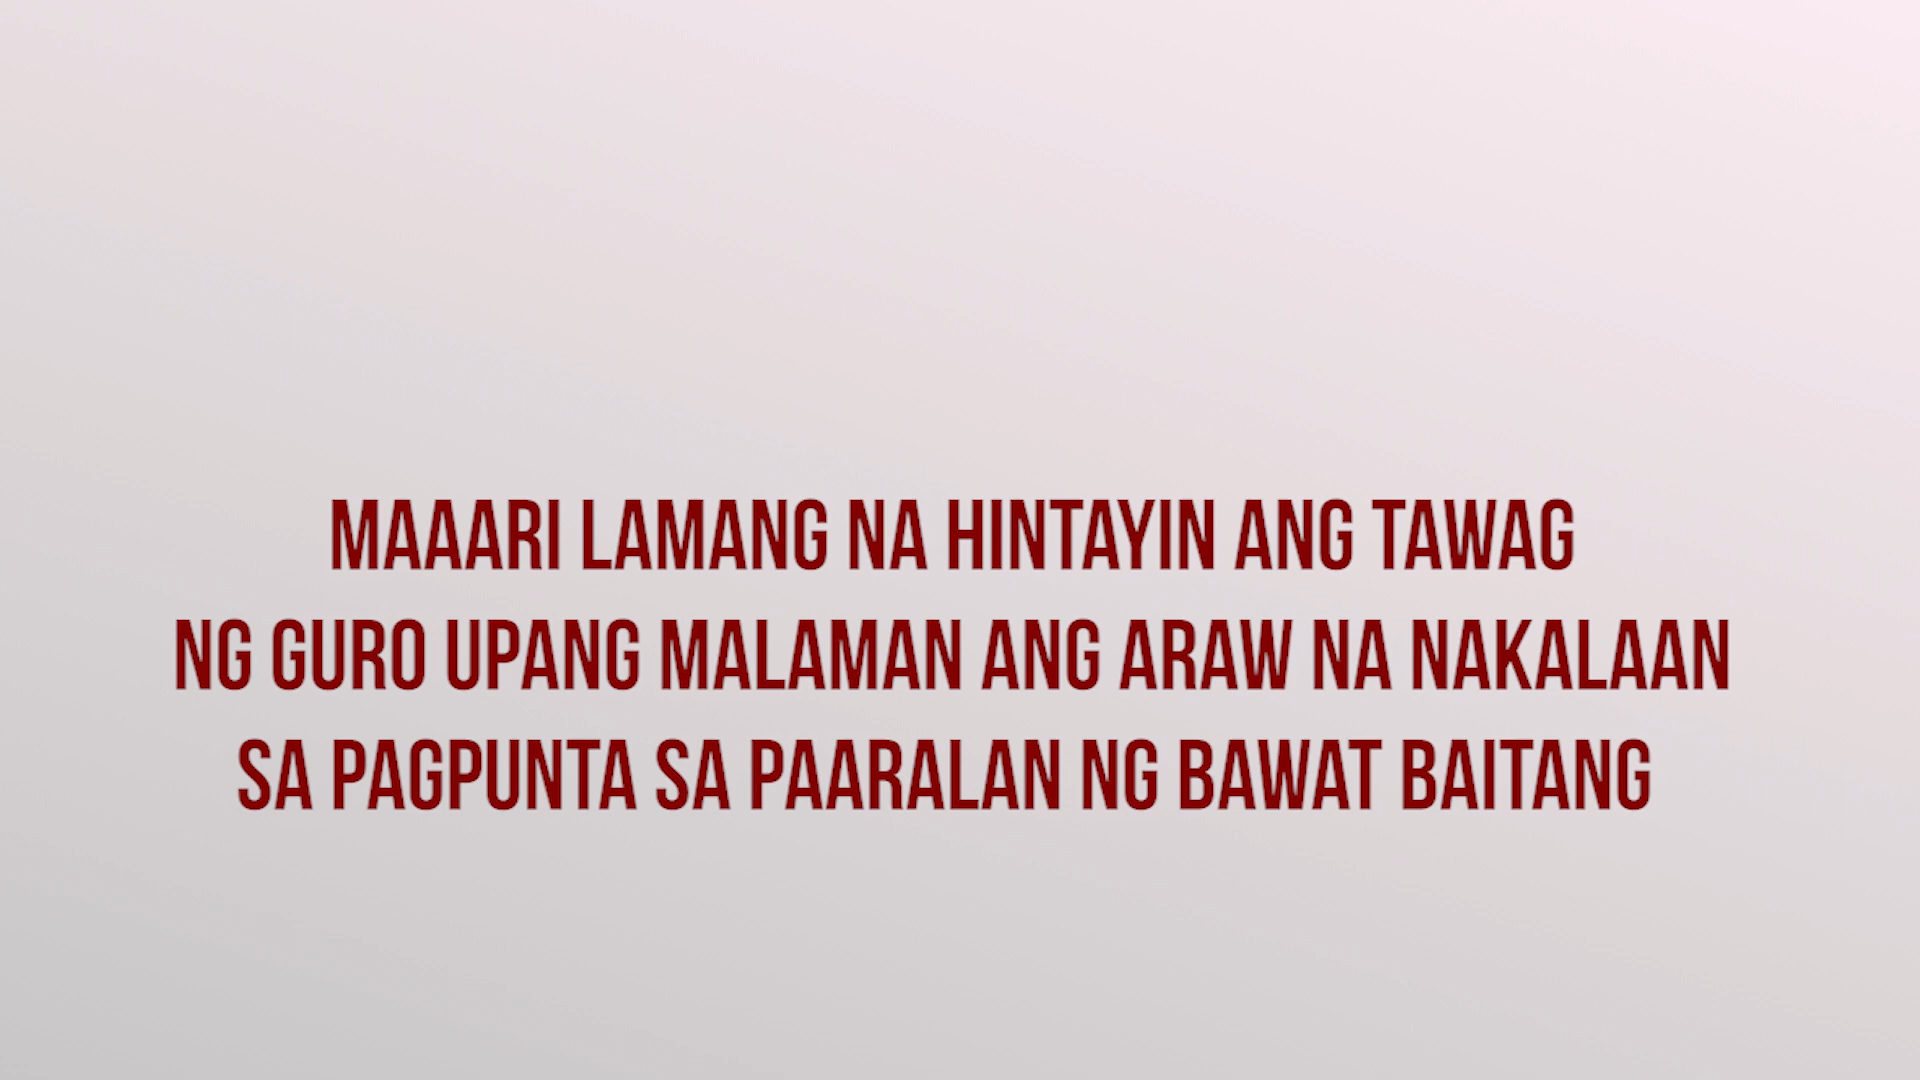 MAAARI LAMANG NA HINTAYIN ANG TAWAG
NG GURO UPANG MALAMAN ANG ARAW NA NAKALAAN
SA PAGPUNTA SA PAARALAN NG BAWAT BAITANG